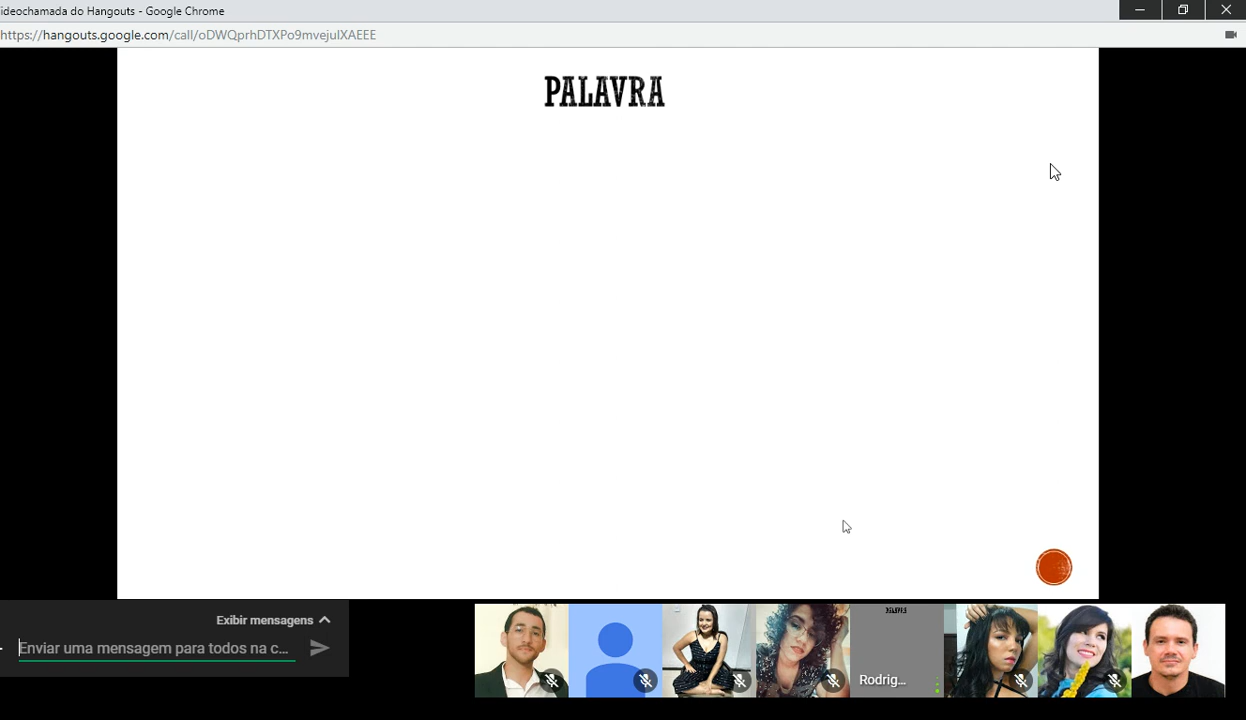 ideochamada do Hangouts - Google Chrome
https://hangouts.google.com/call/oDWQprhDTXPo9mvejulXAEEE
PALAVRA
Exibir mensagens
Enviar uma mensagem para todos na c...
Rodrig...